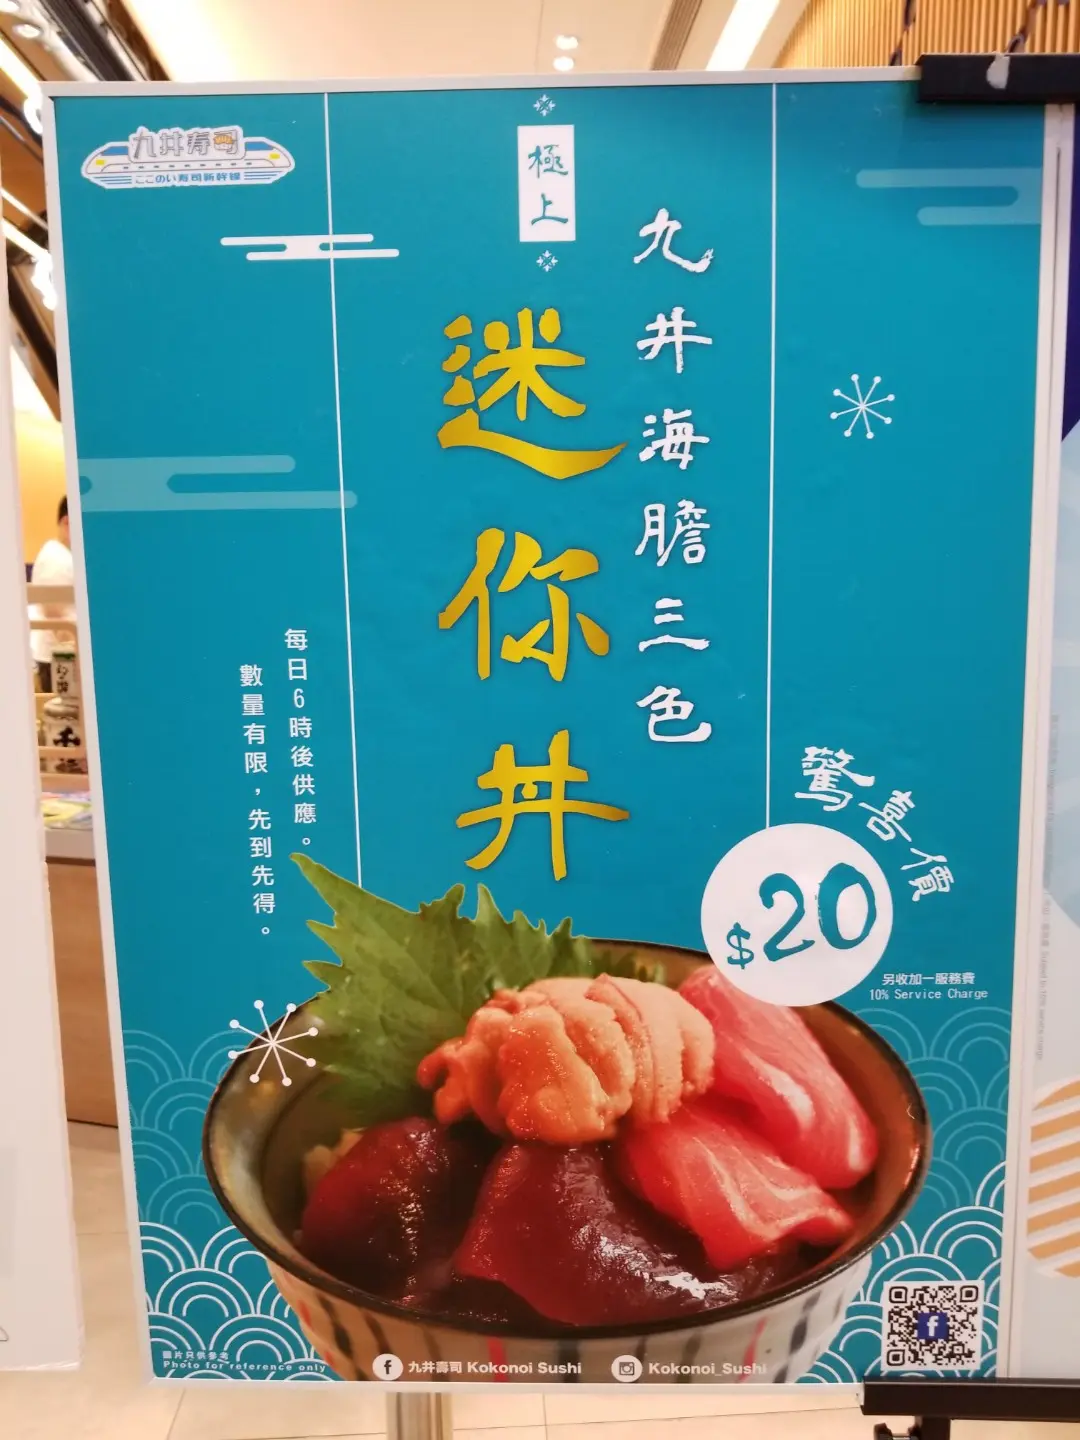 九井寿司
ここのい寿司新幹線
極上
九井海膽三色
迷你丼
每日6時後供應。
數量有限，先到先得。
驚喜價
$20
另收加一服務費
10% Service Charge
圖片只供參考
Photo for reference only
九井壽司 Kokonoi Sushi
Kokonoi_Sushi